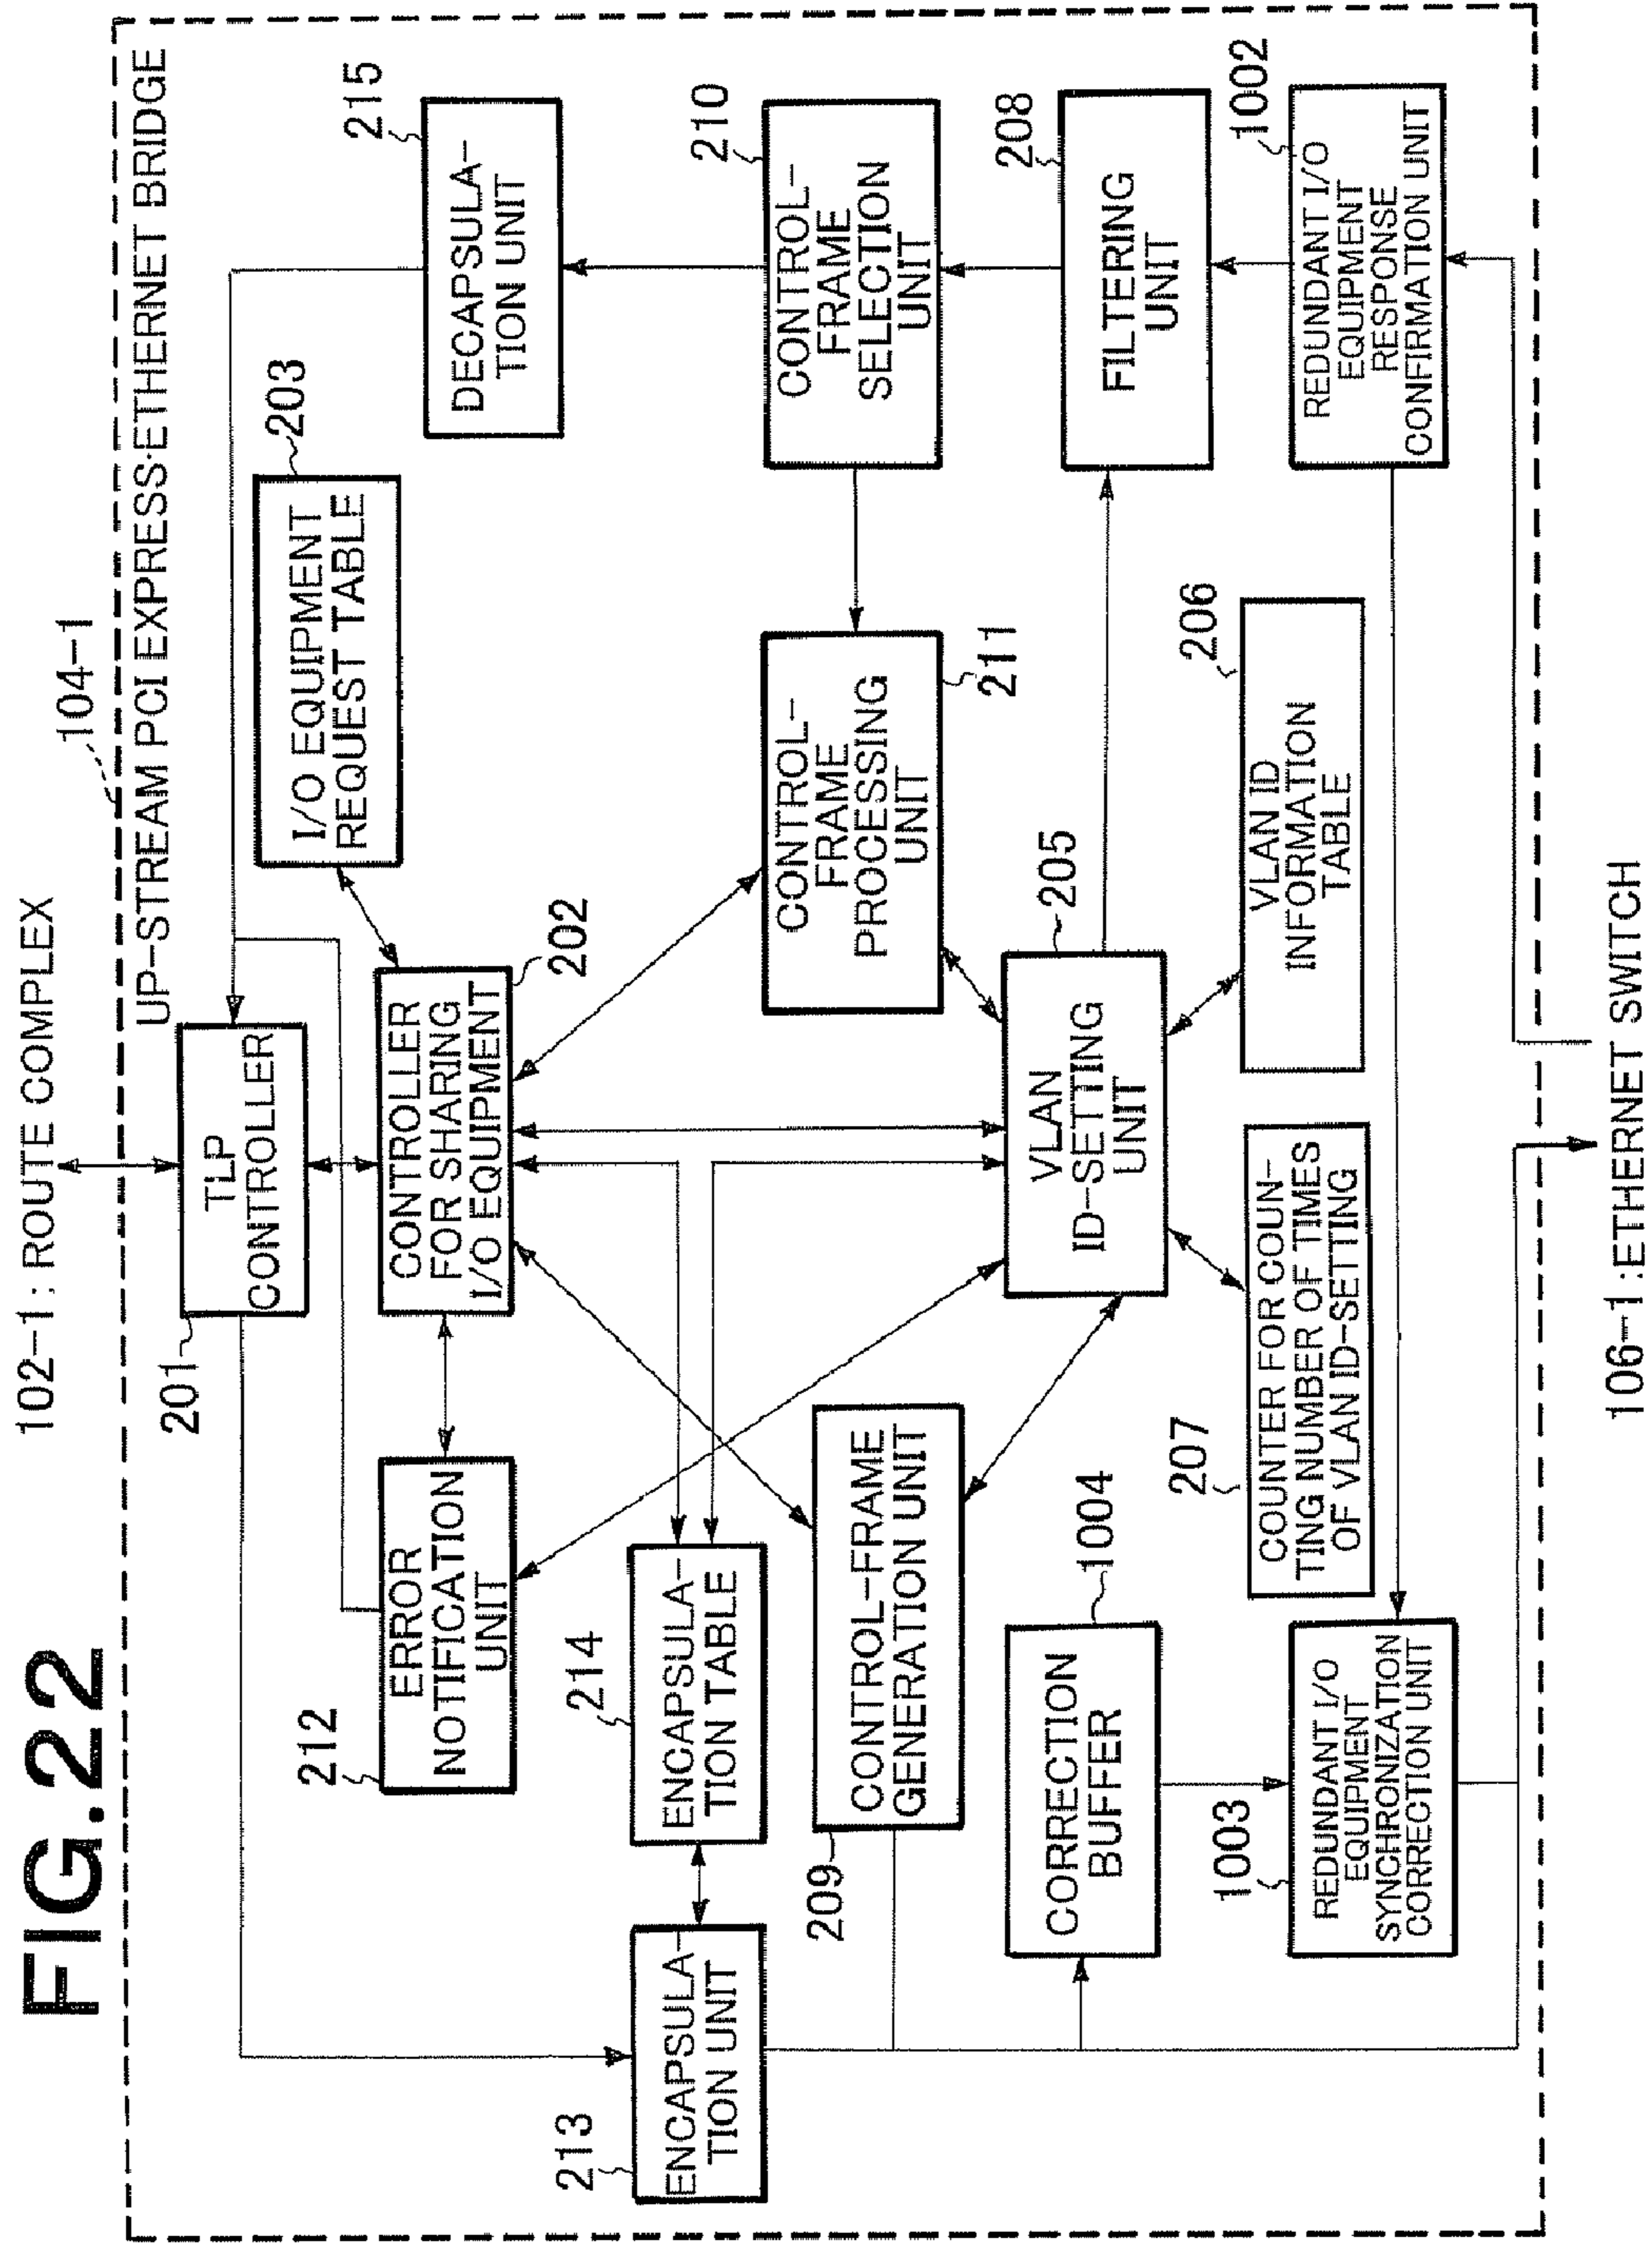 FIG.22
102-1: ROUTE COMPLEX
104-1
UP-STREAM PCI EXPRESS·ETHERNET BRIDGE
201
TLP
CONTROLLER
203
I/O EQUIPMENT
REQUEST TABLE
215
DECAPSULA-
TION UNIT
212
ERROR
NOTIFICATION
UNIT
202
CONTROLLER
FOR SHARING
I/O EQUIPMENT
213
ENCAPSULA-
TION UNIT
214
ENCAPSULA-
TION TABLE
210
CONTROL-
FRAME
SELECTION
UNIT
211
CONTROL-
FRAME
PROCESSING
UNIT
209
CONTROL-FRAME
GENERATION UNIT
208
FILTERING
UNIT
205
VLAN
ID-SETTING
UNIT
1004
CORRECTION
BUFFER
207
COUNTER FOR COUN-
TING NUMBER OF TIMES
OF VLAN ID-SETTING
206
VLAN ID
INFORMATION
TABLE
1002
REDUNDANT I/O
EQUIPMENT
RESPONSE
CONFIRMATION UNIT
1003
REDUNDANT I/O
EQUIPMENT
SYNCHRONIZATION
CORRECTION UNIT
106-1:ETHERNET SWITCH